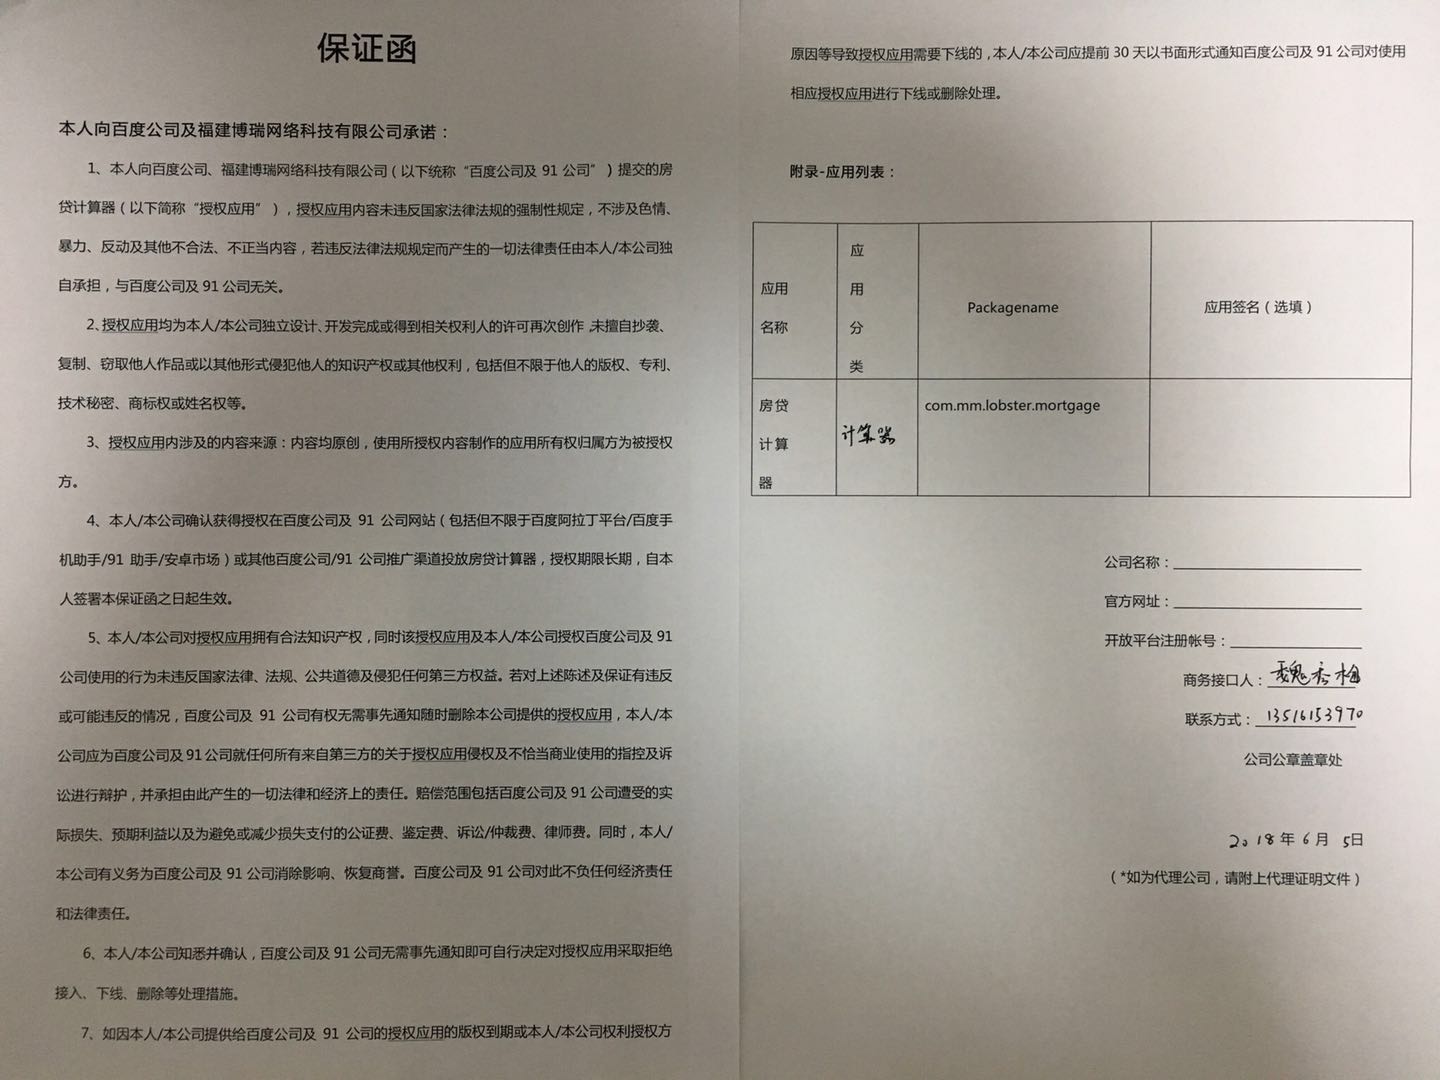 保证函
本人向百度公司及福建博瑞网络科技有限公司承诺：
1、本人向百度公司、福建博瑞网络科技有限公司（以下统称“百度公司及 91 公司”）提交的房
贷计算器（以下简称“授权应用”），授权应用内容未违反国家法律法规的强制性规定，不涉及色情、
暴力、反动及其他不合法、不正当内容，若违反法律法规规定而产生的一切法律责任由本人/本公司独
自承担，与百度公司及 91 公司无关。
2、授权应用均为本人/本公司独立设计、开发完成或得到相关权利人的许可再次创作，未擅自抄袭、
复制、窃取他人作品或以其他形式侵犯他人的知识产权或其他权利，包括但不限于他人的版权、专利、
技术秘密、商标权或姓名权等。
3、授权应用内涉及的内容来源：内容均原创，使用所授权内容制作的应用所有权归属方为被授权
方。
4、本人/本公司确认获得授权在百度公司及 91 公司网站（包括但不限于百度阿拉丁平台/百度手
机助手/91 助手/安卓市场）或其他百度公司/91 公司推广渠道投放房贷计算器，授权期限长期，自本
人签署本保证函之日起生效。
5、本人/本公司对授权应用拥有合法知识产权，同时该授权应用及本人/本公司授权百度公司及 91
公司使用的行为未违反国家法律、法规、公共道德及侵犯任何第三方权益。若对上述陈述及保证有违反
或可能违反的情况，百度公司及 91 公司有权无需事先通知随时删除本公司提供的授权应用，本人/本
公司应为百度公司及 91 公司就任何所有来自第三方的关于授权应用侵权及不恰当商业使用的指控及诉
讼进行辩护，并承担由此产生的一切法律和经济上的责任。赔偿范围包括百度公司及 91 公司遭受的实
际损失、预期利益以及为避免或减少损失支付的公证费、鉴定费、诉讼/仲裁费、律师费。同时，本人/
本公司有义务为百度公司及 91 公司消除影响、恢复商誉。百度公司及 91 公司对此不负任何经济责任
和法律责任。
6、本人/本公司知悉并确认，百度公司及 91 公司无需事先通知即可自行决定对授权应用采取拒绝
接入、下线、删除等处理措施。
7、如因本人/本公司提供给百度公司及 91 公司的授权应用的版权到期或本人/本公司权利授权方
原因等导致授权应用需要下线的，本人/本公司应提前 30 天以书面形式通知百度公司及 91 公司对使用
相应授权应用进行下线或删除处理。
附录-应用列表：
应用
名称
应
用
分
类
Packagename
应用签名（选填）
房贷
计算
器
计算器
com.mm.lobster.mortgage
公司名称：
官方网址：
开放平台注册帐号：
商务接口人：魏秀相
联系方式：13516153970
公司公章盖章处
2018 年 6 月 5日
（*如为代理公司，请附上代理证明文件）